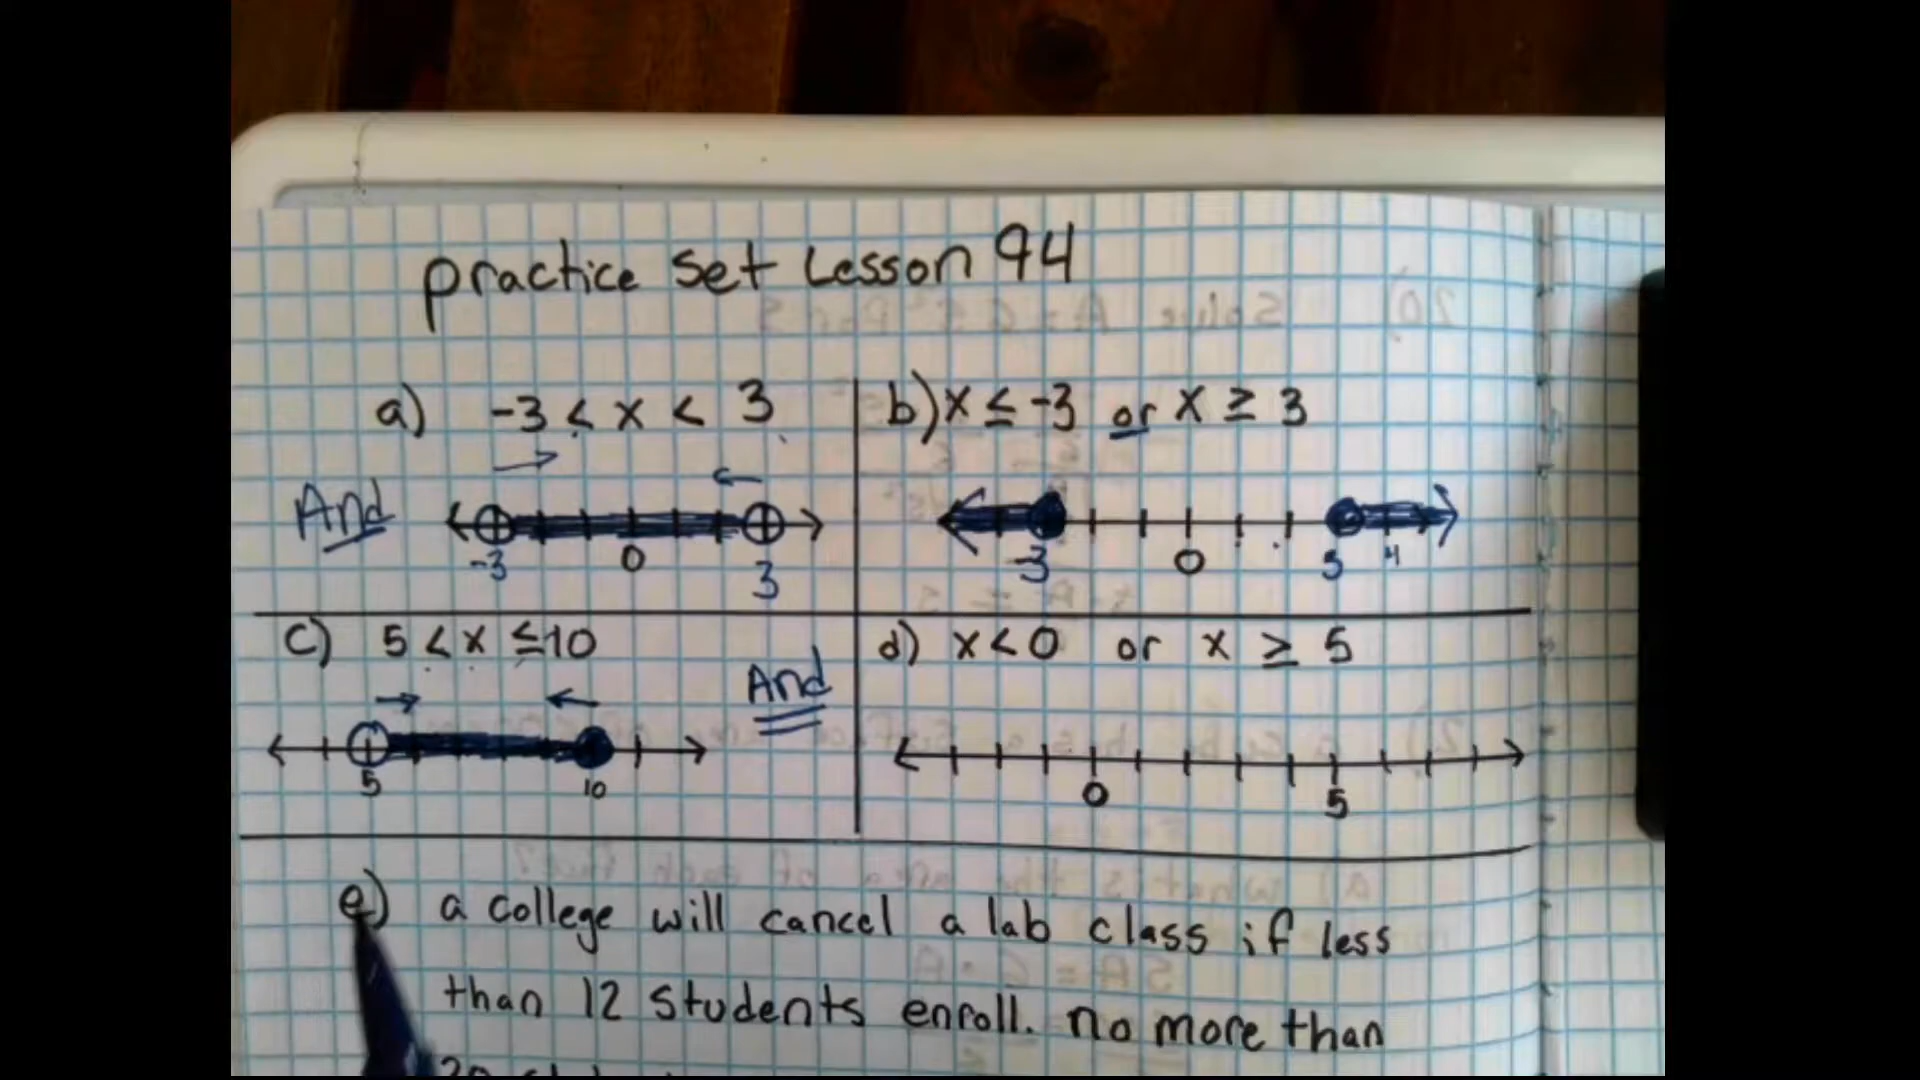 practice set Lesson 94
a) -3 < x < 3
b) x ≤ -3 or x ≥ 3
And
-3 0 3
-3 0 3 4
c) 5 < x ≤ 10
And
5 10
d) x < 0 or x ≥ 5
0 5
e) a college will cancel a lab class if less
than 12 students enroll. no more than